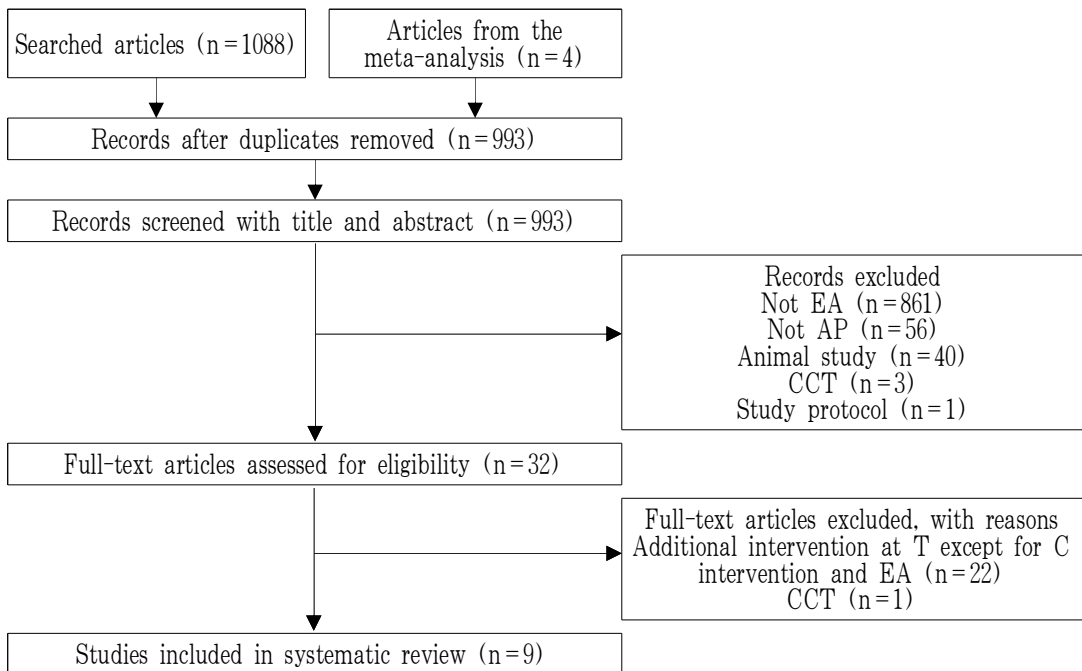 Searched articles (n=1088)
Articles from the
meta-analysis (n=4)
Records after duplicates removed (n=993)
Records screened with title and abstract (n=993)
Records excluded
Not EA (n=861)
Not AP (n=56)
Animal study (n=40)
CCT (n=3)
Study protocol (n=1)
Full-text articles assessed for eligibility (n=32)
Full-text articles excluded, with reasons
Additional intervention at T except for C
intervention and EA (n=22)
CCT (n=1)
Studies included in systematic review (n=9)